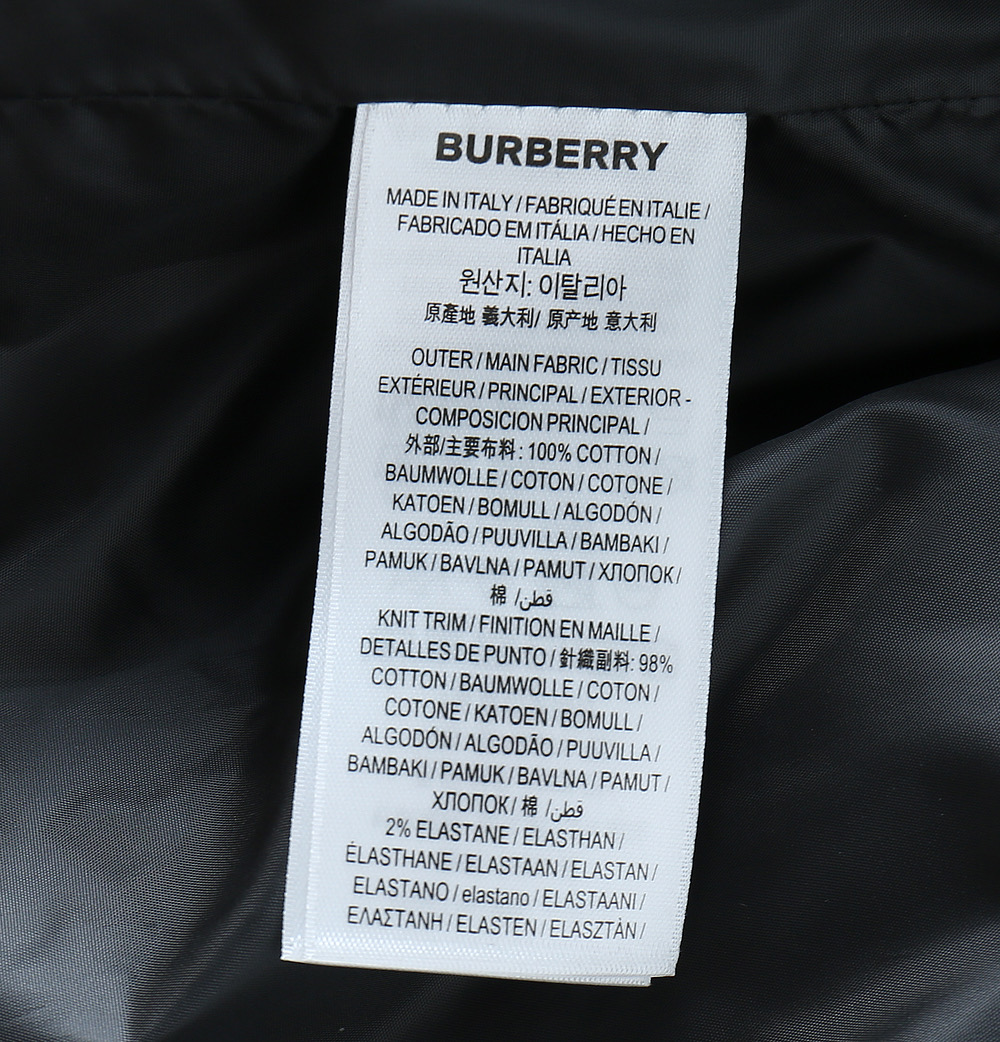 BURBERRY
MADE IN ITALY / FABRIQUÉ EN ITALIE /
FABRICADO EM ITÁLIA / HECHO EN
ITALIA
원산지: 이탈리아
原產地 義大利/ 原产地 意大利
OUTER / MAIN FABRIC / TISSU
EXTÉRIEUR / PRINCIPAL / EXTERIOR -
COMPOSICION PRINCIPAL /
外部/主要布料: 100% COTTON /
BAUMWOLLE / COTON / COTONE /
KATOEN / BOMULL / ALGODÓN /
ALGODÃO / PUUVILLA / BAMBAKI /
PAMUK / BAVLNA / PAMUT / ХЛОПОК /
棉 /قطن/
KNIT TRIM / FINITION EN MAILLE /
DETALLES DE PUNTO / 針織副料: 98%
COTTON / BAUMWOLLE / COTON /
COTONE / KATOEN / BOMULL /
ALGODÓN / ALGODÃO / PUUVILLA /
BAMBAKI / PAMUK / BAVLNA / PAMUT /
ХЛОПОК / 棉 /قطن/
2% ELASTANE / ELASTHAN /
ÉLASTHANE / ELASTAAN / ELASTAN /
ELASTANO / elastano / ELASTAANI /
ΕΛΑΣΤΑΝΗ / ELASTEN / ELASZTÁN /